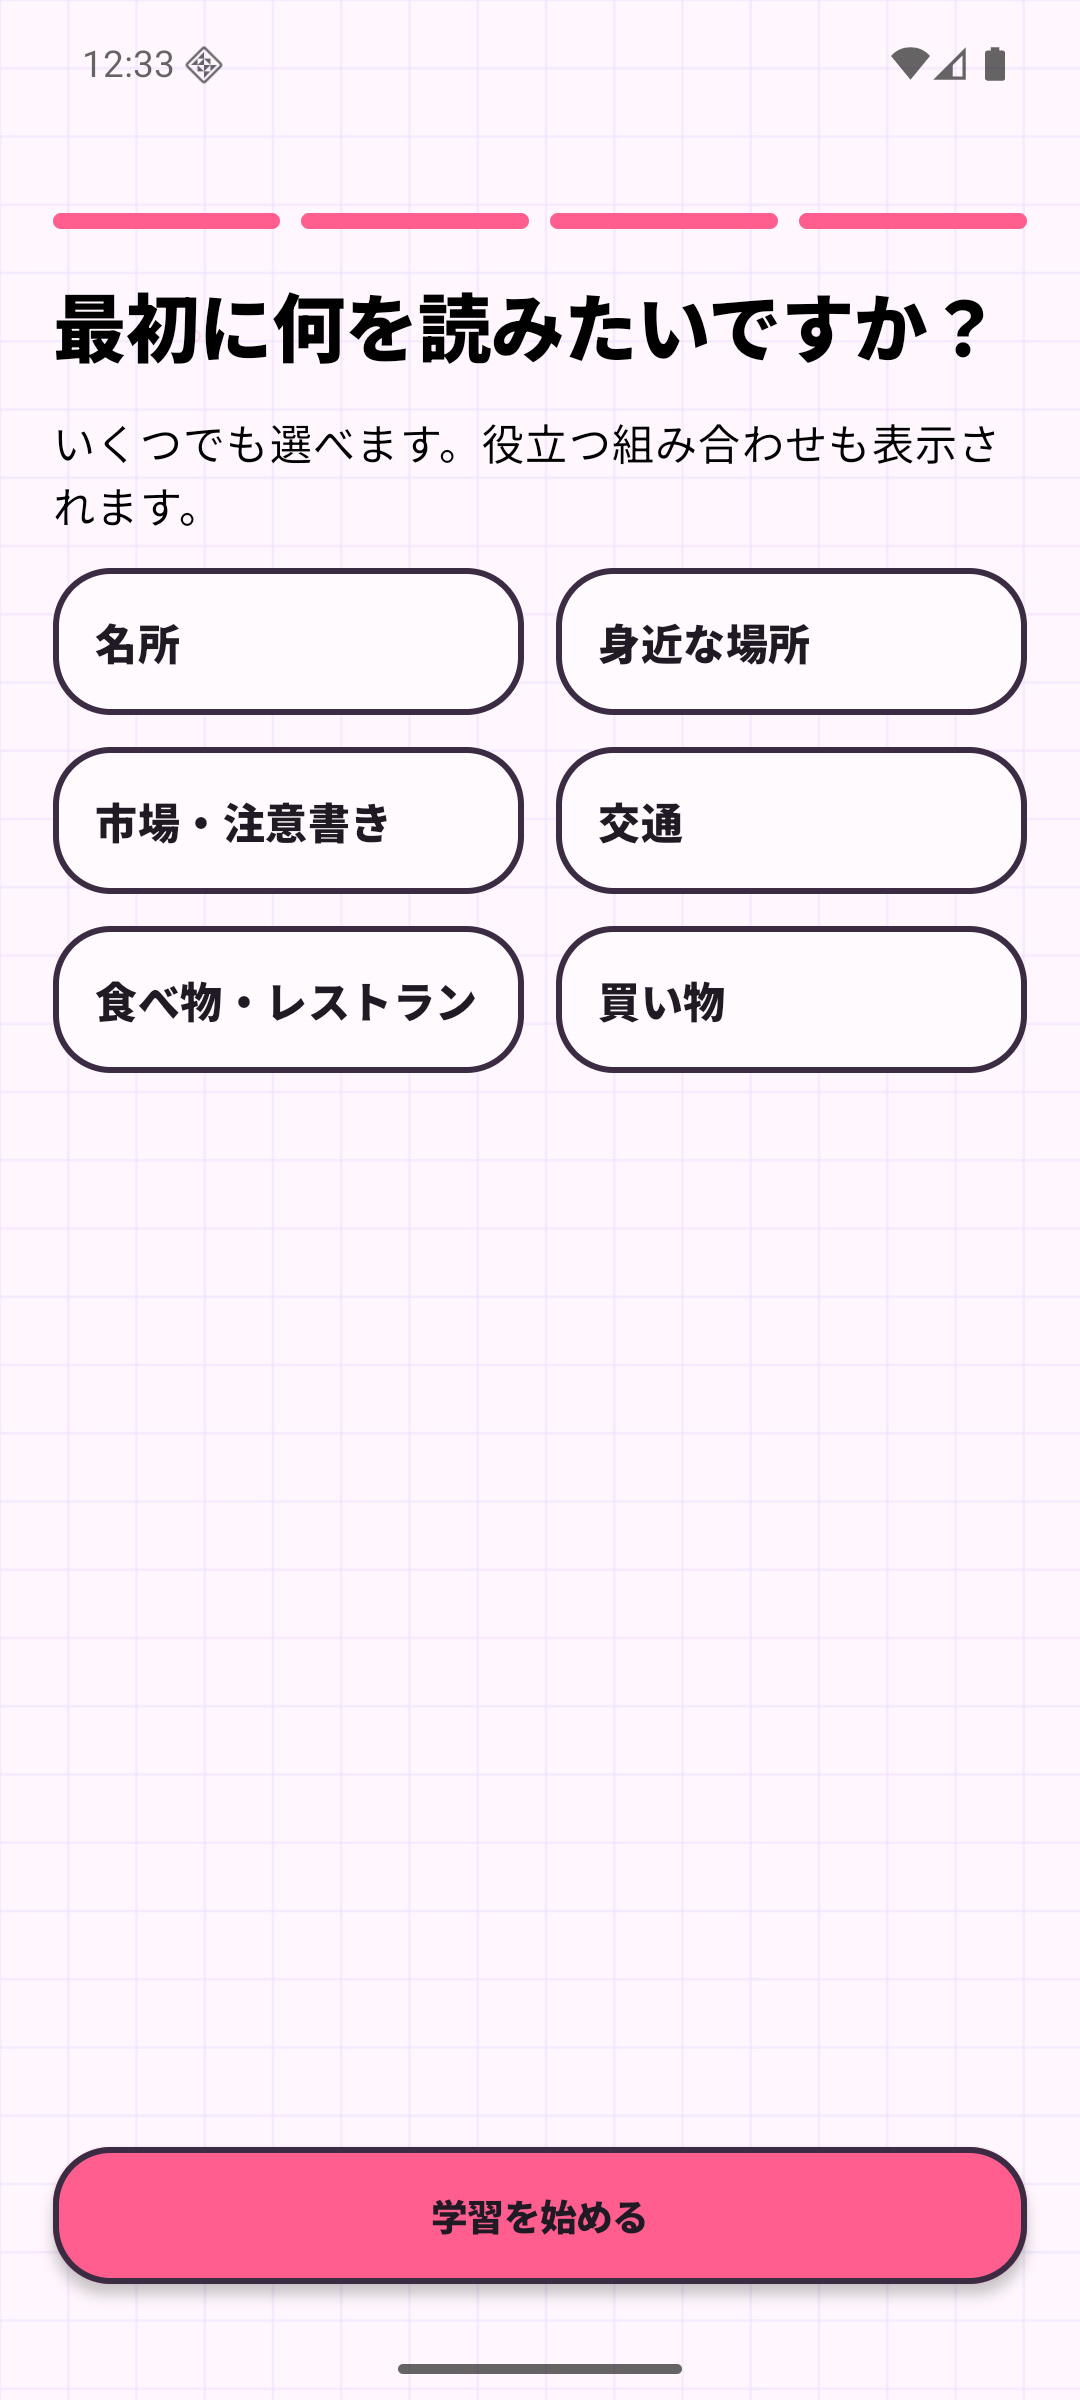 12:33
最初に何を読みたいですか？
いくつでも選べます。役立つ組み合わせも表示さ
れます。
名所
身近な場所
市場・注意書き
交通
食べ物・レストラン
買い物
学習を始める